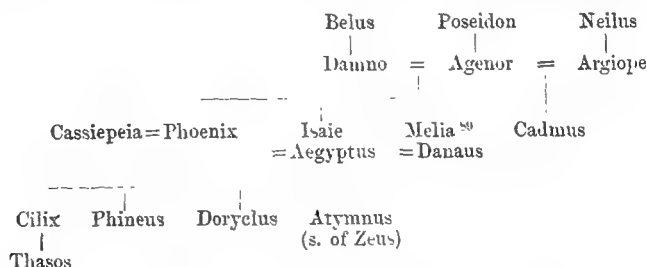 Belus Poseidon Neilus
Damno = Agenor = Argiope
Cassiepeia = Phoenix Isaie Melia 80 Cadmus
= Aegyptus = Danaus
Cilix Phineus Doryclus Atymnus
(s. of Zeus)
Thasos